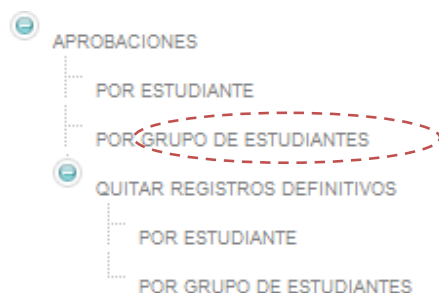 APROBACIONES
POR ESTUDIANTE
POR GRUPO DE ESTUDIANTES
QUITAR REGISTROS DEFINITIVOS
POR ESTUDIANTE
POR GRUPO DE ESTUDIANTES